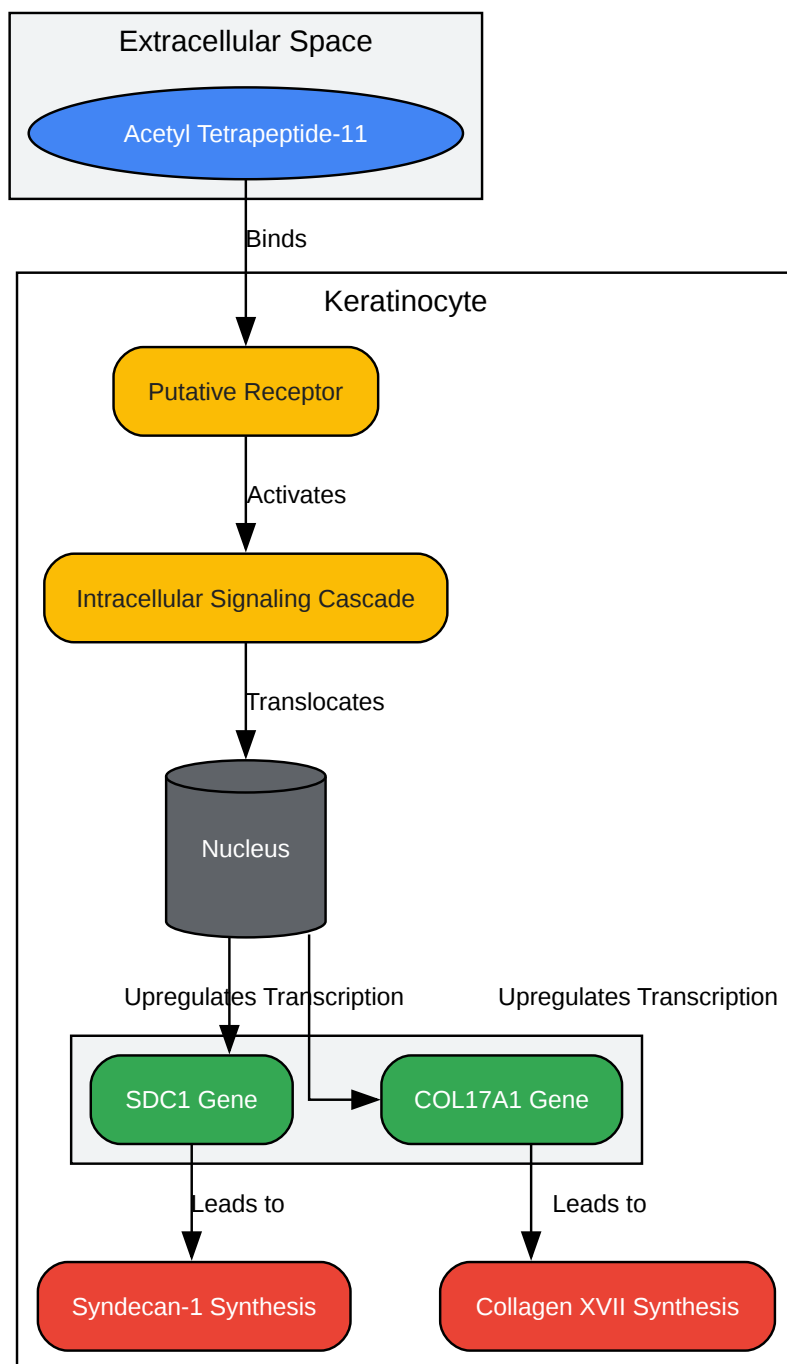 Extracellular Space
Acetyl Tetrapeptide-11
Binds
Keratinocyte
Putative Receptor
Activates
Intracellular Signaling Cascade
Translocates
Nucleus
Upregulates Transcription
Upregulates Transcription
SDC1 Gene
COL17A1 Gene
Leads to
Leads to
Syndecan-1 Synthesis
Collagen XVII Synthesis